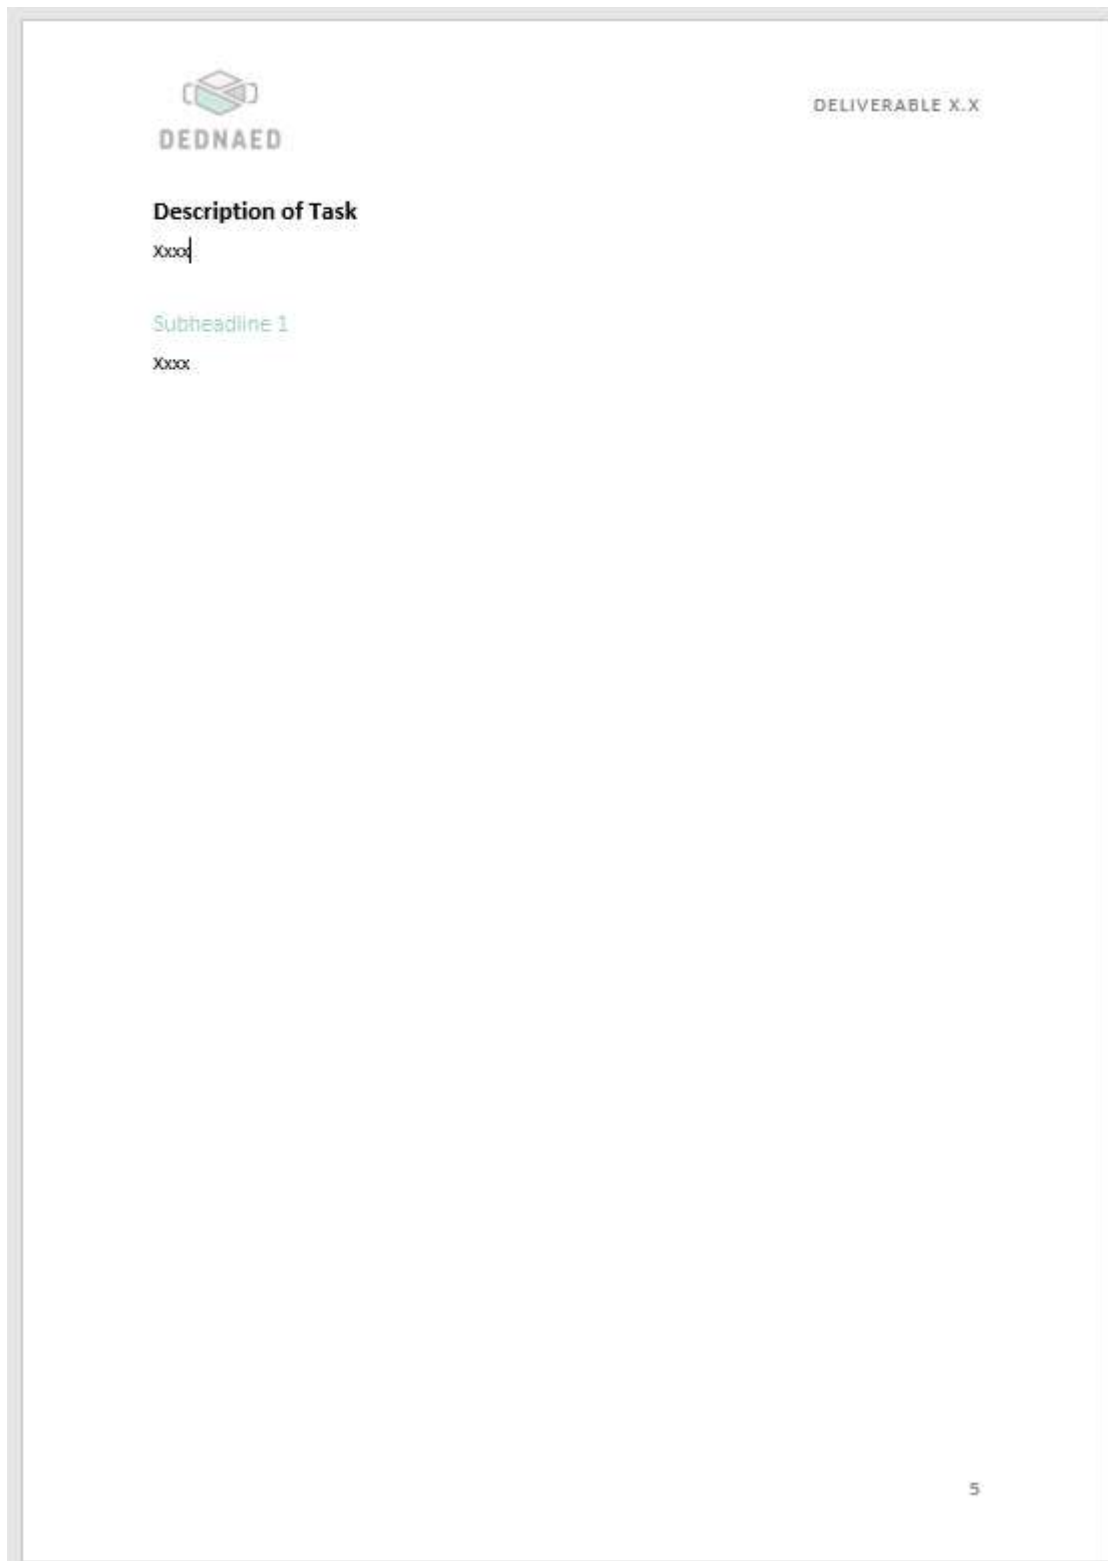 DEDNAED
DELIVERABLE X.X
Description of Task
Xxxx
Subheadline 1
Xxxx
5